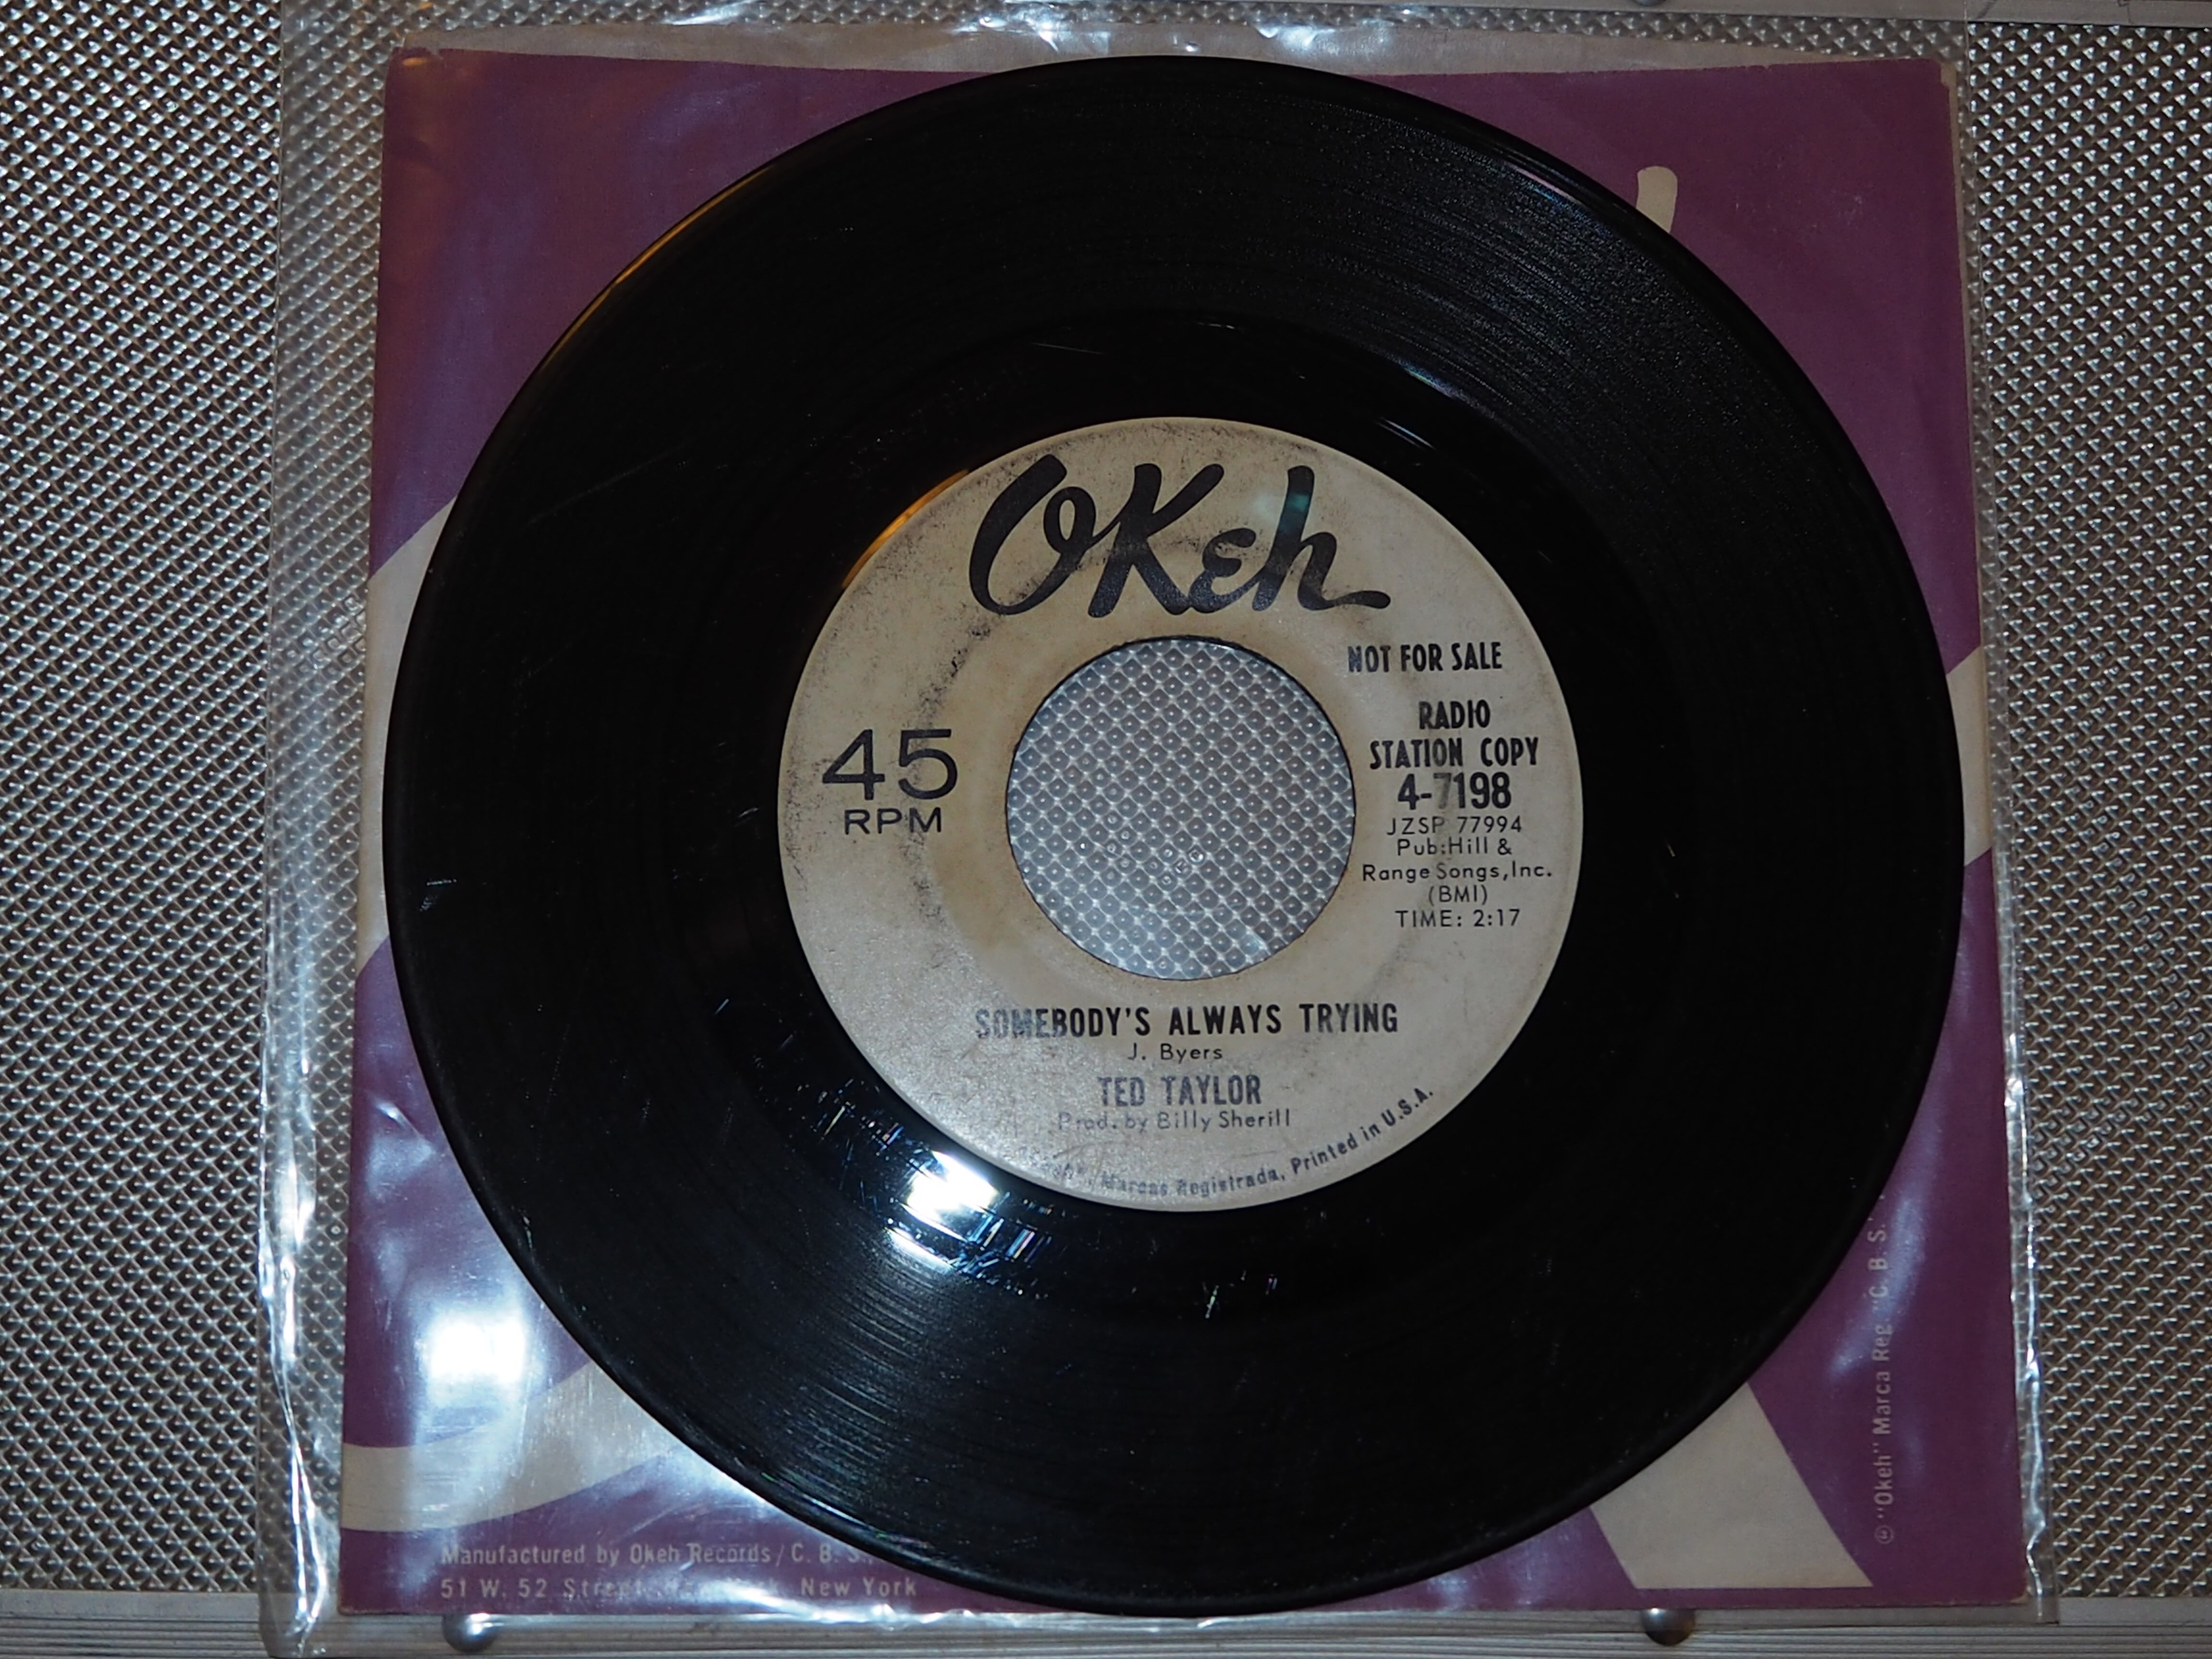 OKeh
NOT FOR SALE
RADIO
STATION COPY
45
RPM
4-7198
JZSP 77994
Pub:Hill &
Range Songs,Inc.
(BMI)
TIME: 2:17
SOMEBODY'S ALWAYS TRYING
J. Byers
TED TAYLOR
Prod. by Billy Sherill
Marcas Registrada, Printed in U.S.A.
Manufactured by Okeh Records / C. B. S.
51 W. 52 Street New York, New York
® "Okeh" Marca Reg. "C. B. S.